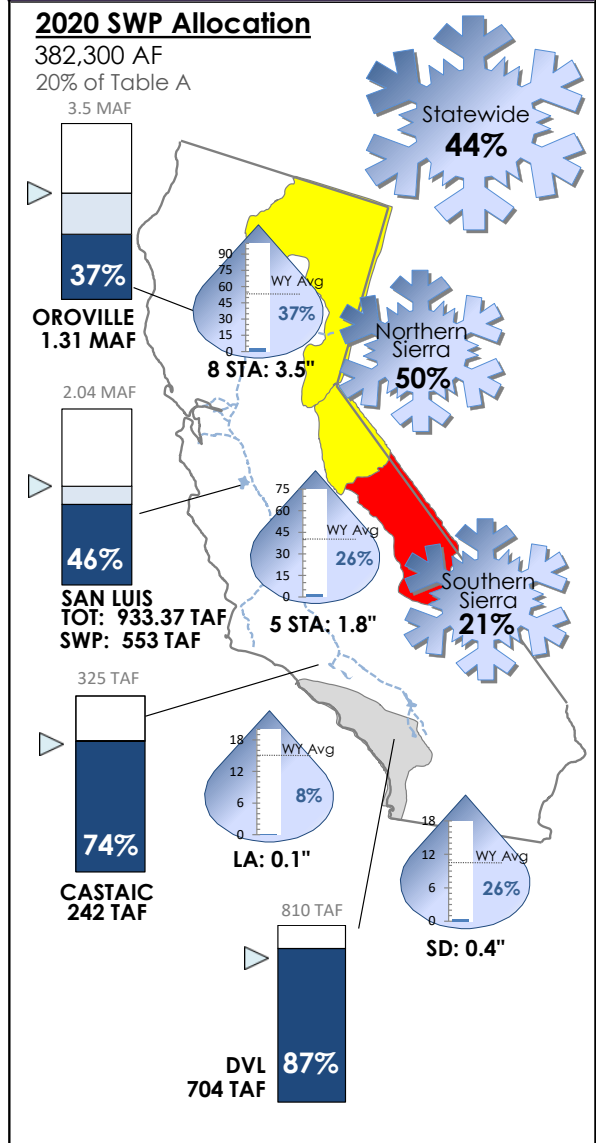 2020 SWP Allocation
382,300 AF
20% of Table A
3.5 MAF
37%
OROVILLE
1.31 MAF
Statewide
44%
90
75
60
45
30
15
0
WY Avg
37%
8 STA: 3.5"
Northern
Sierra
50%
2.04 MAF
46%
SAN LUIS
TOT: 933.37 TAF
SWP: 553 TAF
75
60
45
30
15
0
WY Avg
26%
5 STA: 1.8"
Southern
Sierra
21%
325 TAF
74%
CASTAIC
242 TAF
18
12
6
0
WY Avg
8%
LA: 0.1"
18
12
6
0
WY Avg
26%
SD: 0.4"
810 TAF
87%
DVL
704 TAF